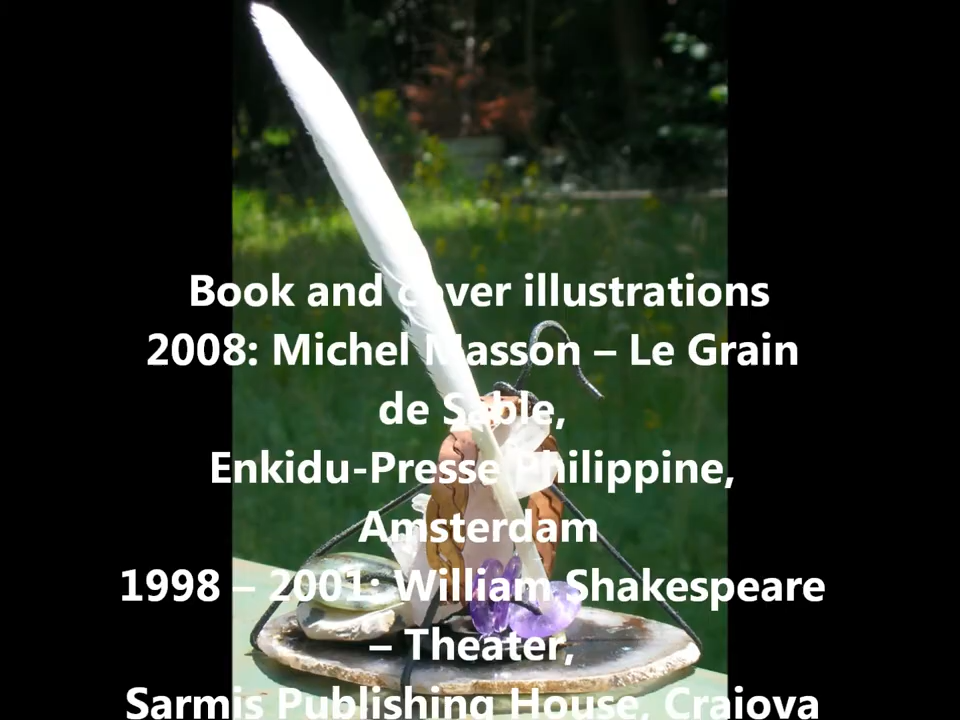 Book and cover illustrations
2008: Michel Masson – Le Grain
de Sable,
Enkidu-Presse Philippine,
Amsterdam
1998 – 2001: William Shakespeare
– Theater,
Sarmis Publishing House, Craiova